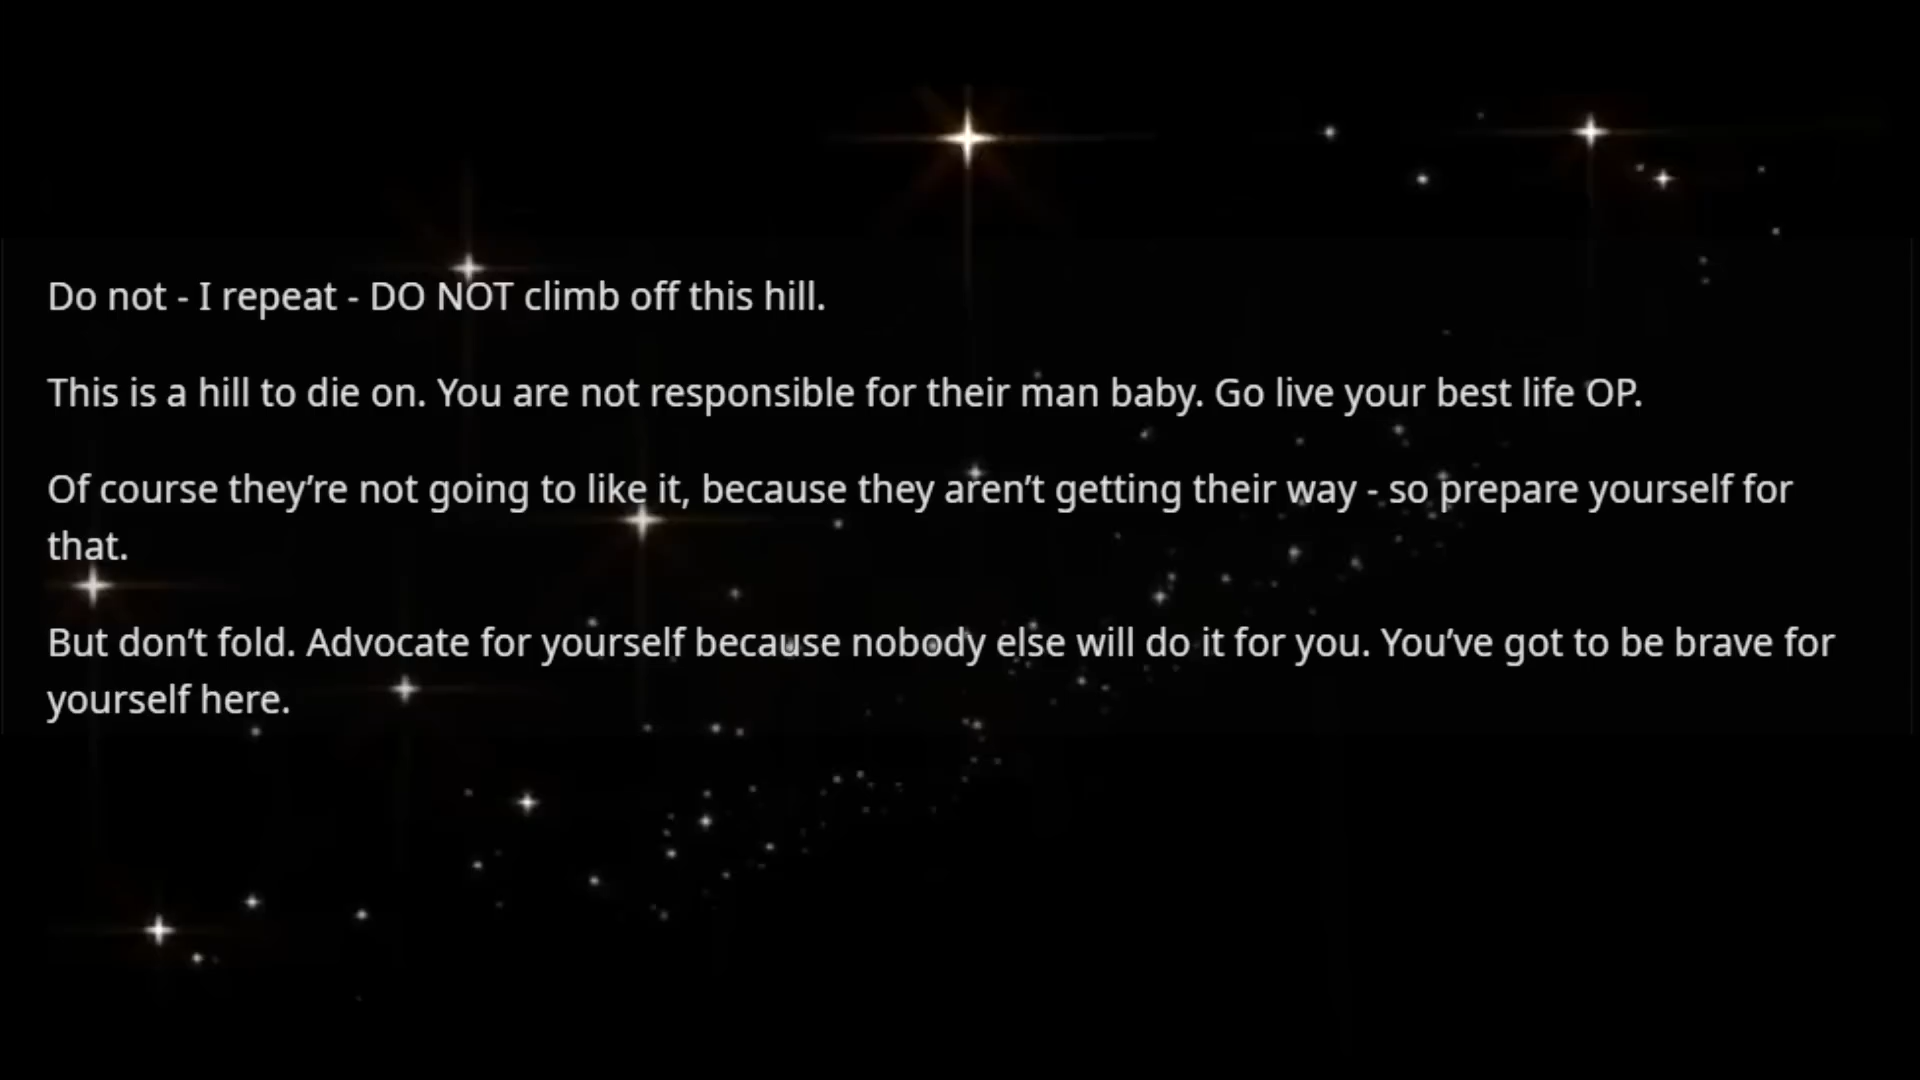 Do not - I repeat - DO NOT climb off this hill.
This is a hill to die on. You are not responsible for their man baby. Go live your best life OP.
Of course they’re not going to like it, because they aren’t getting their way - so prepare yourself for
that.
But don’t fold. Advocate for yourself because nobody else will do it for you. You’ve got to be brave for
yourself here.